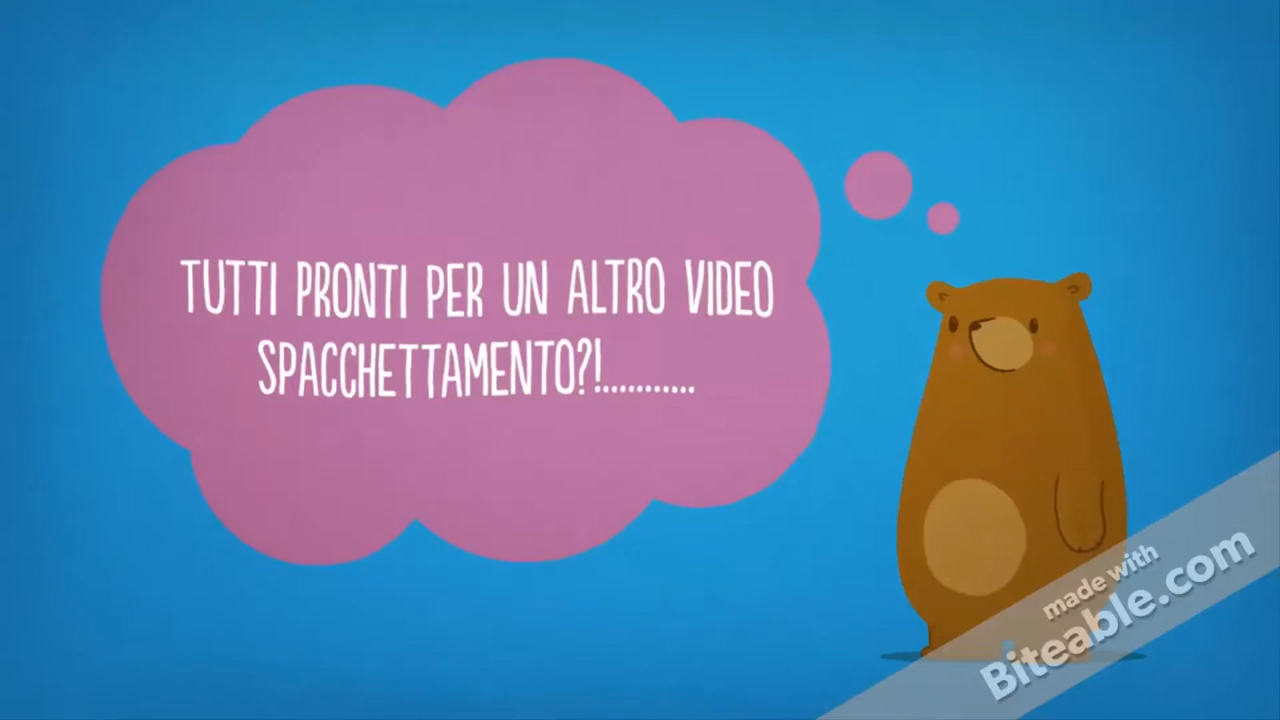 TUTTI PRONTI PER UN ALTRO VIDEO
SPACCHETTAMENTO?!...........
made with
Biteable.com